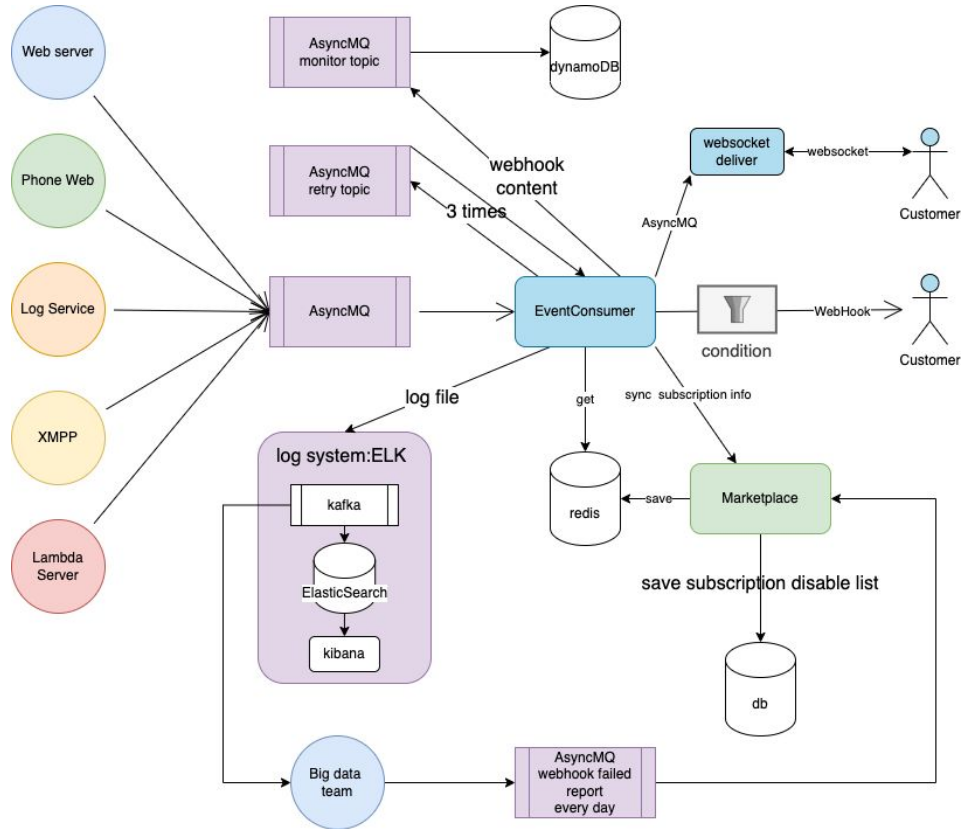 Web server
AsyncMQ
monitor topic
dynamoDB
Phone Web
AsyncMQ
retry topic
webhook
content
3 times
websocket
deliver
websocket
Customer
AsyncMQ
Log Service
AsyncMQ
EventConsumer
condition
WebHook
Customer
log file
get
sync subscription info
XMPP
log system:ELK
kafka
ElasticSearch
kibana
redis
save
Marketplace
Lambda
Server
save subscription disable list
db
Big data
team
AsyncMQ
webhook failed
report
every day